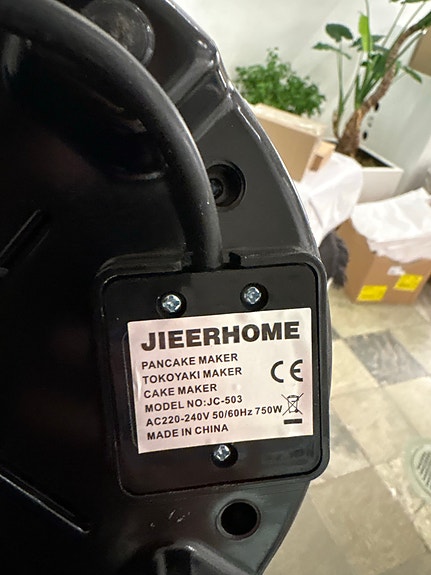 JIEERHOME
PANCAKE MAKER
TOKOYAKI MAKER
CAKE MAKER
MODEL NO:JC-503
AC220-240V 50/60Hz 750W
MADE IN CHINA
CE